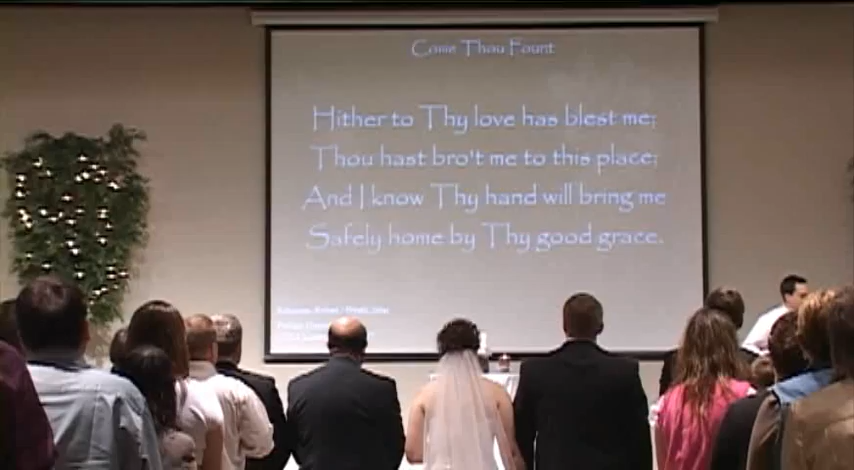 Come Thou Fount
Hither to Thy love has blest me;
Thou hast bro't me to this place;
And I know Thy hand will bring me
Safely home by Thy good grace.